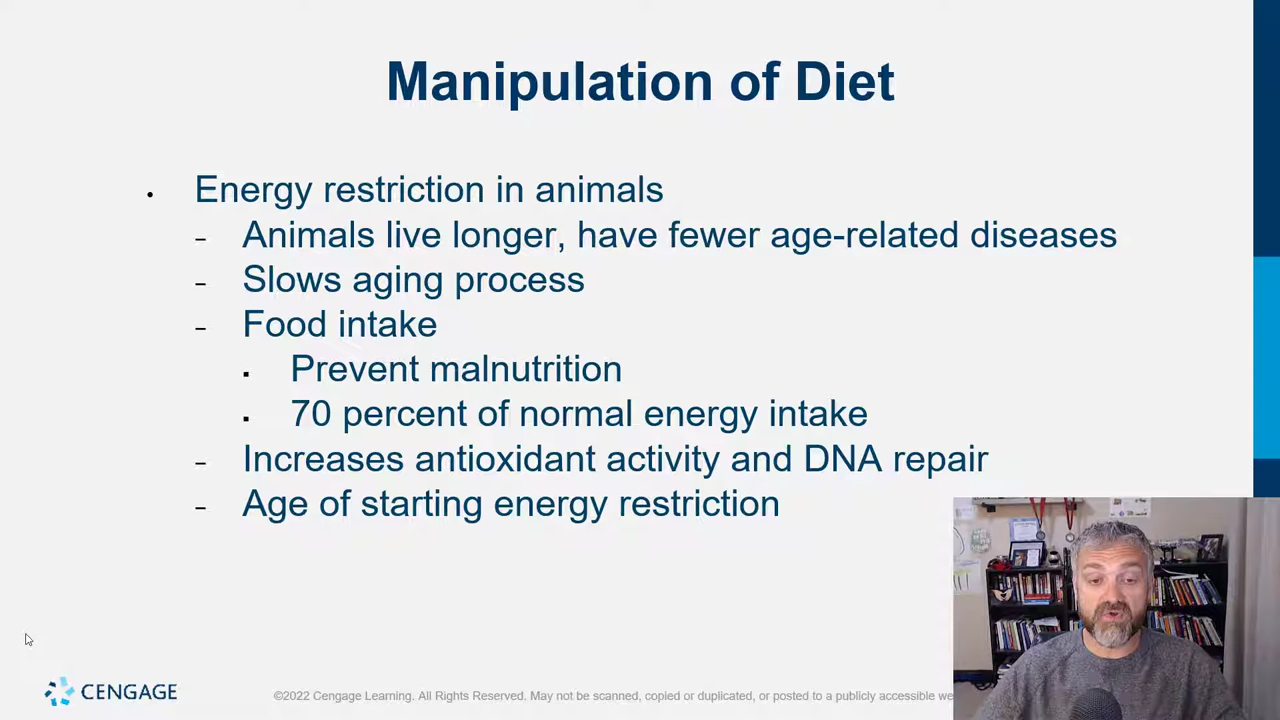 Manipulation of Diet
• Energy restriction in animals
– Animals live longer, have fewer age-related diseases
– Slows aging process
– Food intake
▪ Prevent malnutrition
▪ 70 percent of normal energy intake
– Increases antioxidant activity and DNA repair
– Age of starting energy restriction
CENGAGE
©2022 Cengage Learning. All Rights Reserved. May not be scanned, copied or duplicated, or posted to a publicly accessible